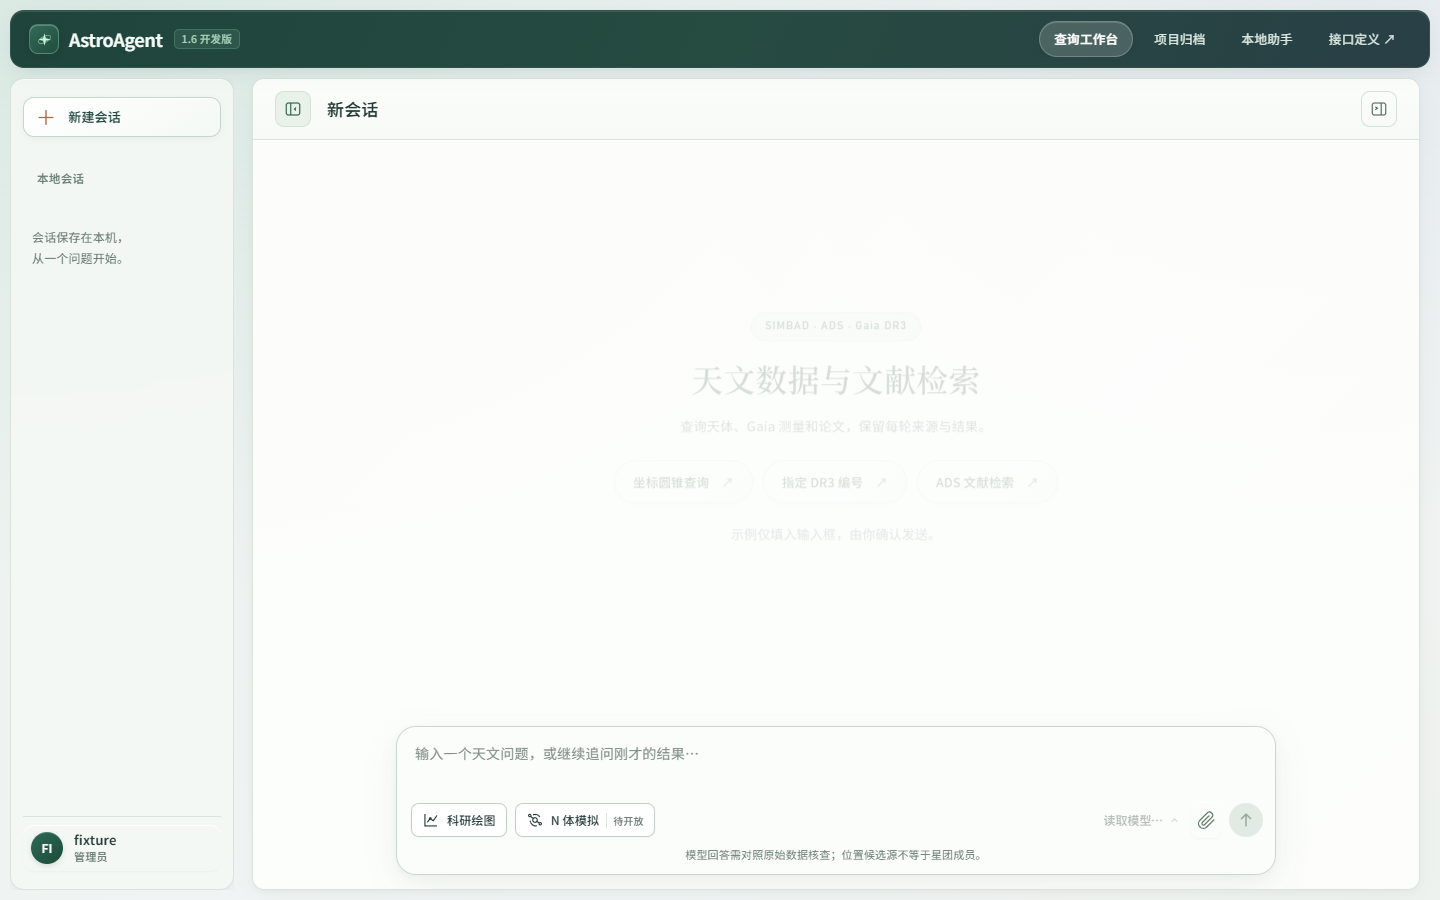 AstroAgent
1.6 开发版
查询工作台
项目归档
本地助手
接口定义 ↗
新建会话
本地会话
会话保存在本机，
从一个问题开始。
FI
fixture
管理员
新会话
SIMBAD · ADS · Gaia DR3
天文数据与文献检索
查询天体、Gaia 测量和论文，保留每轮来源与结果。
坐标圆锥查询 ↗
指定 DR3 编号 ↗
ADS 文献检索 ↗
示例仅填入输入框，由你确认发送。
输入一个天文问题，或继续追问刚才的结果…
科研绘图
N 体模拟
待开放
读取模型…
模型回答需对照原始数据核查；位置候选源不等于星团成员。